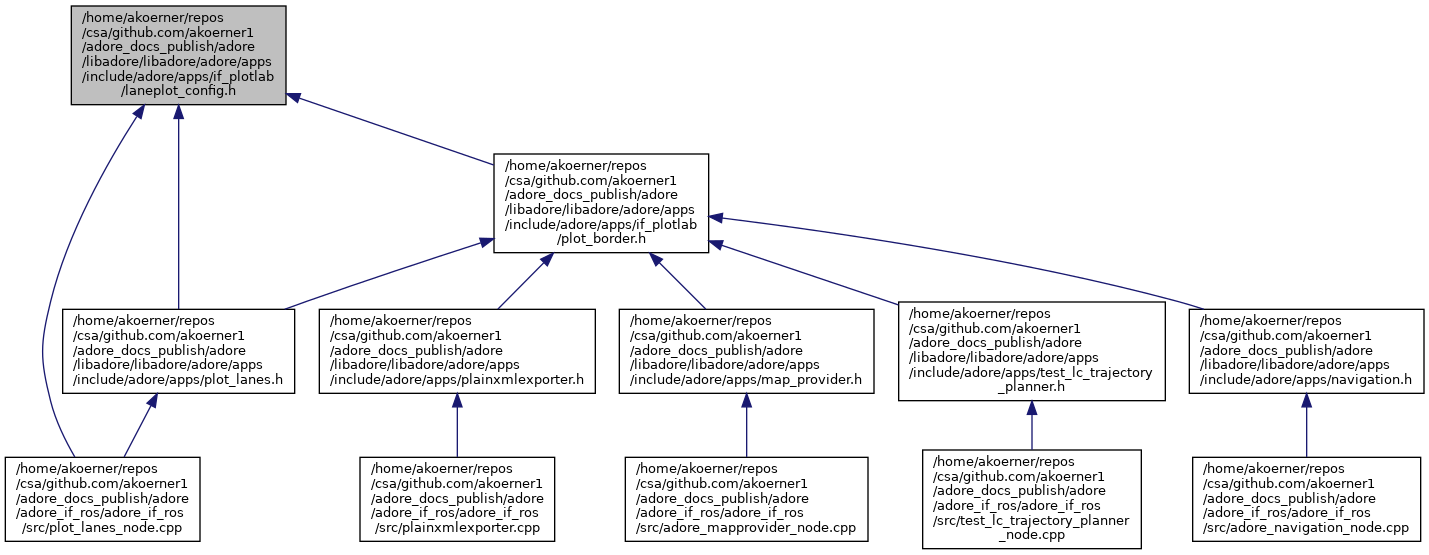 /home/akoerner/repos
/csa/github.com/akoerner1
/adore_docs_publish/adore
/libadore/libadore/adore/apps
/include/adore/apps/if_plotlab
/laneplot_config.h
/home/akoerner/repos
/csa/github.com/akoerner1
/adore_docs_publish/adore
/libadore/libadore/adore/apps
/include/adore/apps/if_plotlab
/plot_border.h
/home/akoerner/repos
/csa/github.com/akoerner1
/adore_docs_publish/adore
/libadore/libadore/adore/apps
/include/adore/apps/plot_lanes.h
/home/akoerner/repos
/csa/github.com/akoerner1
/adore_docs_publish/adore
/libadore/libadore/adore/apps
/include/adore/apps/plainxmlexporter.h
/home/akoerner/repos
/csa/github.com/akoerner1
/adore_docs_publish/adore
/libadore/libadore/adore/apps
/include/adore/apps/map_provider.h
/home/akoerner/repos
/csa/github.com/akoerner1
/adore_docs_publish/adore
/libadore/libadore/adore/apps
/include/adore/apps/test_lc_trajectory
_planner.h
/home/akoerner/repos
/csa/github.com/akoerner1
/adore_docs_publish/adore
/libadore/libadore/adore/apps
/include/adore/apps/navigation.h
/home/akoerner/repos
/csa/github.com/akoerner1
/adore_docs_publish/adore
/adore_if_ros/adore_if_ros
/src/plot_lanes_node.cpp
/home/akoerner/repos
/csa/github.com/akoerner1
/adore_docs_publish/adore
/adore_if_ros/adore_if_ros
/src/plainxmlexporter.cpp
/home/akoerner/repos
/csa/github.com/akoerner1
/adore_docs_publish/adore
/adore_if_ros/adore_if_ros
/src/adore_mapprovider_node.cpp
/home/akoerner/repos
/csa/github.com/akoerner1
/adore_docs_publish/adore
/adore_if_ros/adore_if_ros
/src/test_lc_trajectory_planner
_node.cpp
/home/akoerner/repos
/csa/github.com/akoerner1
/adore_docs_publish/adore
/adore_if_ros/adore_if_ros
/src/adore_navigation_node.cpp